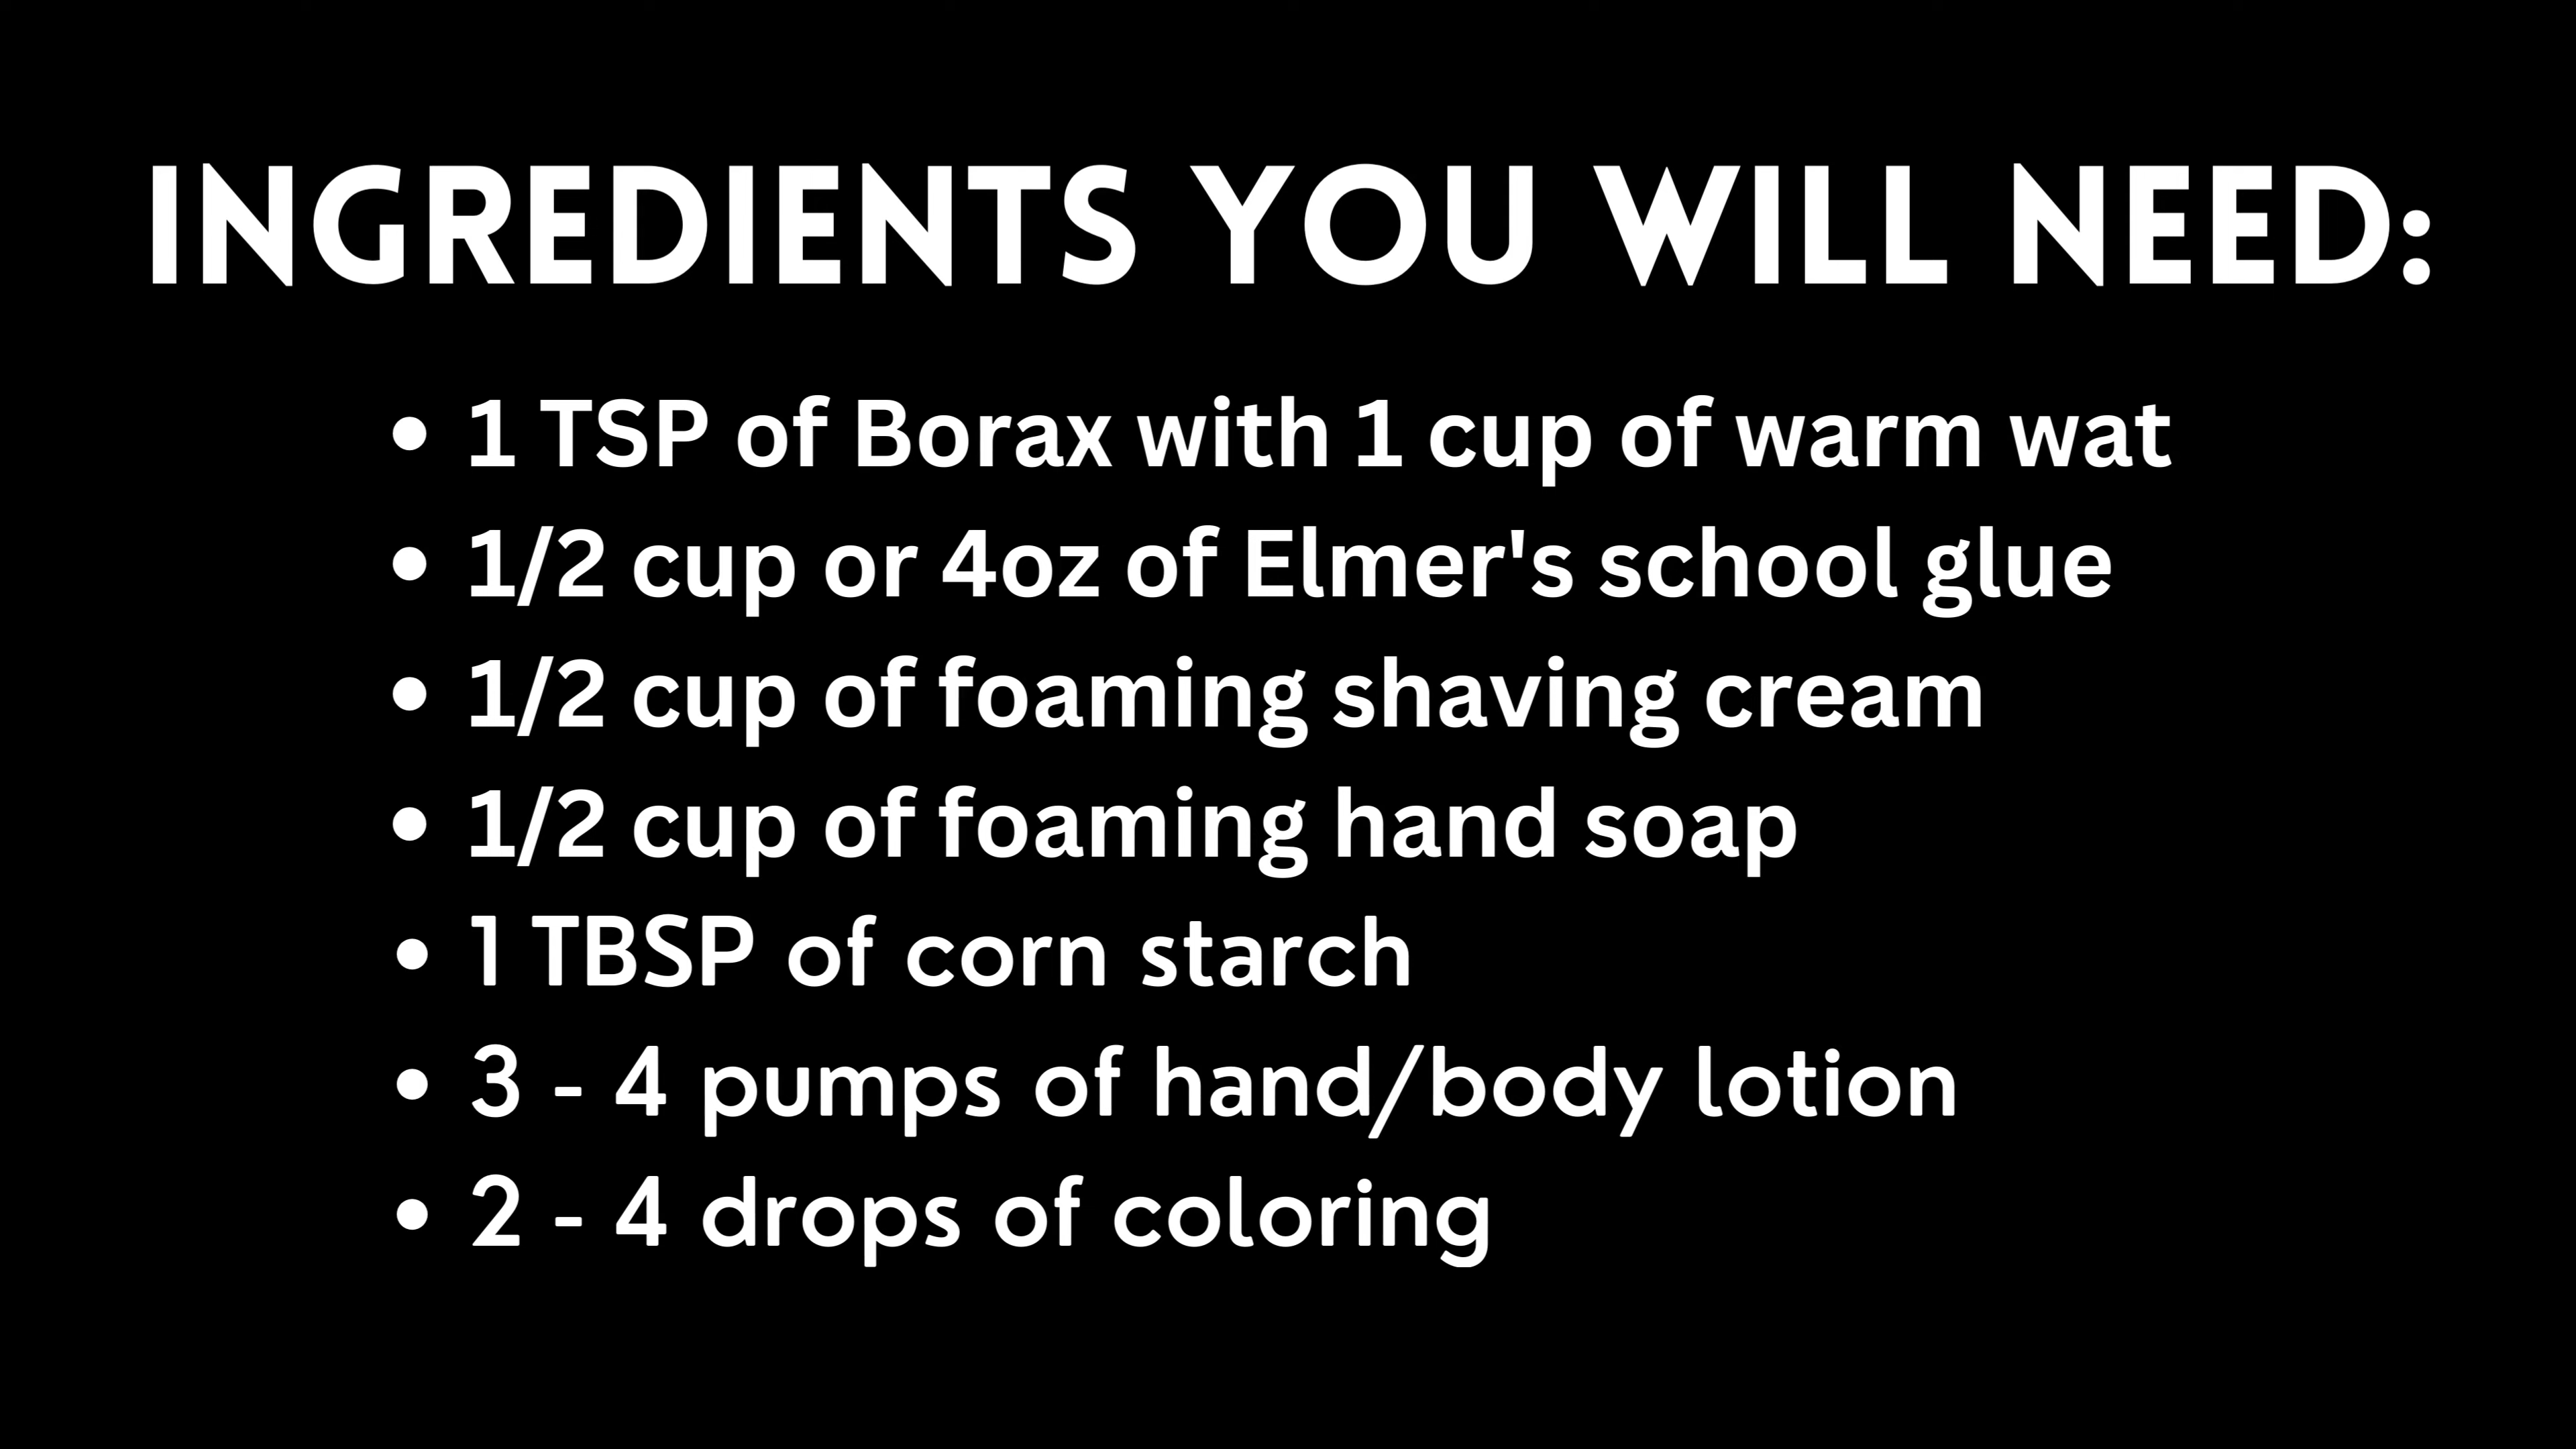 INGREDIENTS YOU WILL NEED:
• 1 TSP of Borax with 1 cup of warm wat
• 1/2 cup or 4oz of Elmer's school glue
• 1/2 cup of foaming shaving cream
• 1/2 cup of foaming hand soap
• 1 TBSP of corn starch
• 3 - 4 pumps of hand/body lotion
• 2 - 4 drops of coloring